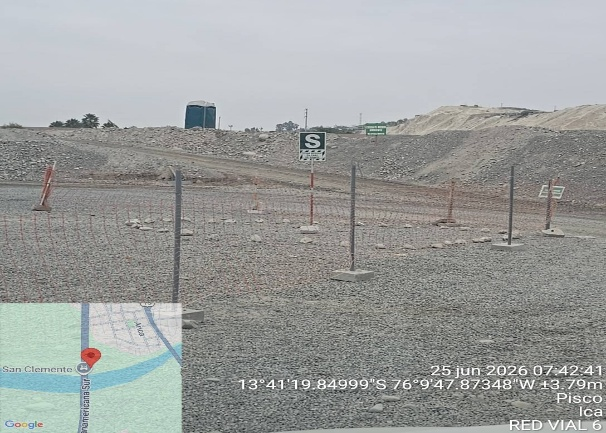 S
San Clemente
Arica
Panamericana Sur
Google
25 jun 2026 07:42:41
13°41'19.84999"S 76°9'47.87348"W +3.79m
Pisco
Ica
RED VIAL 6